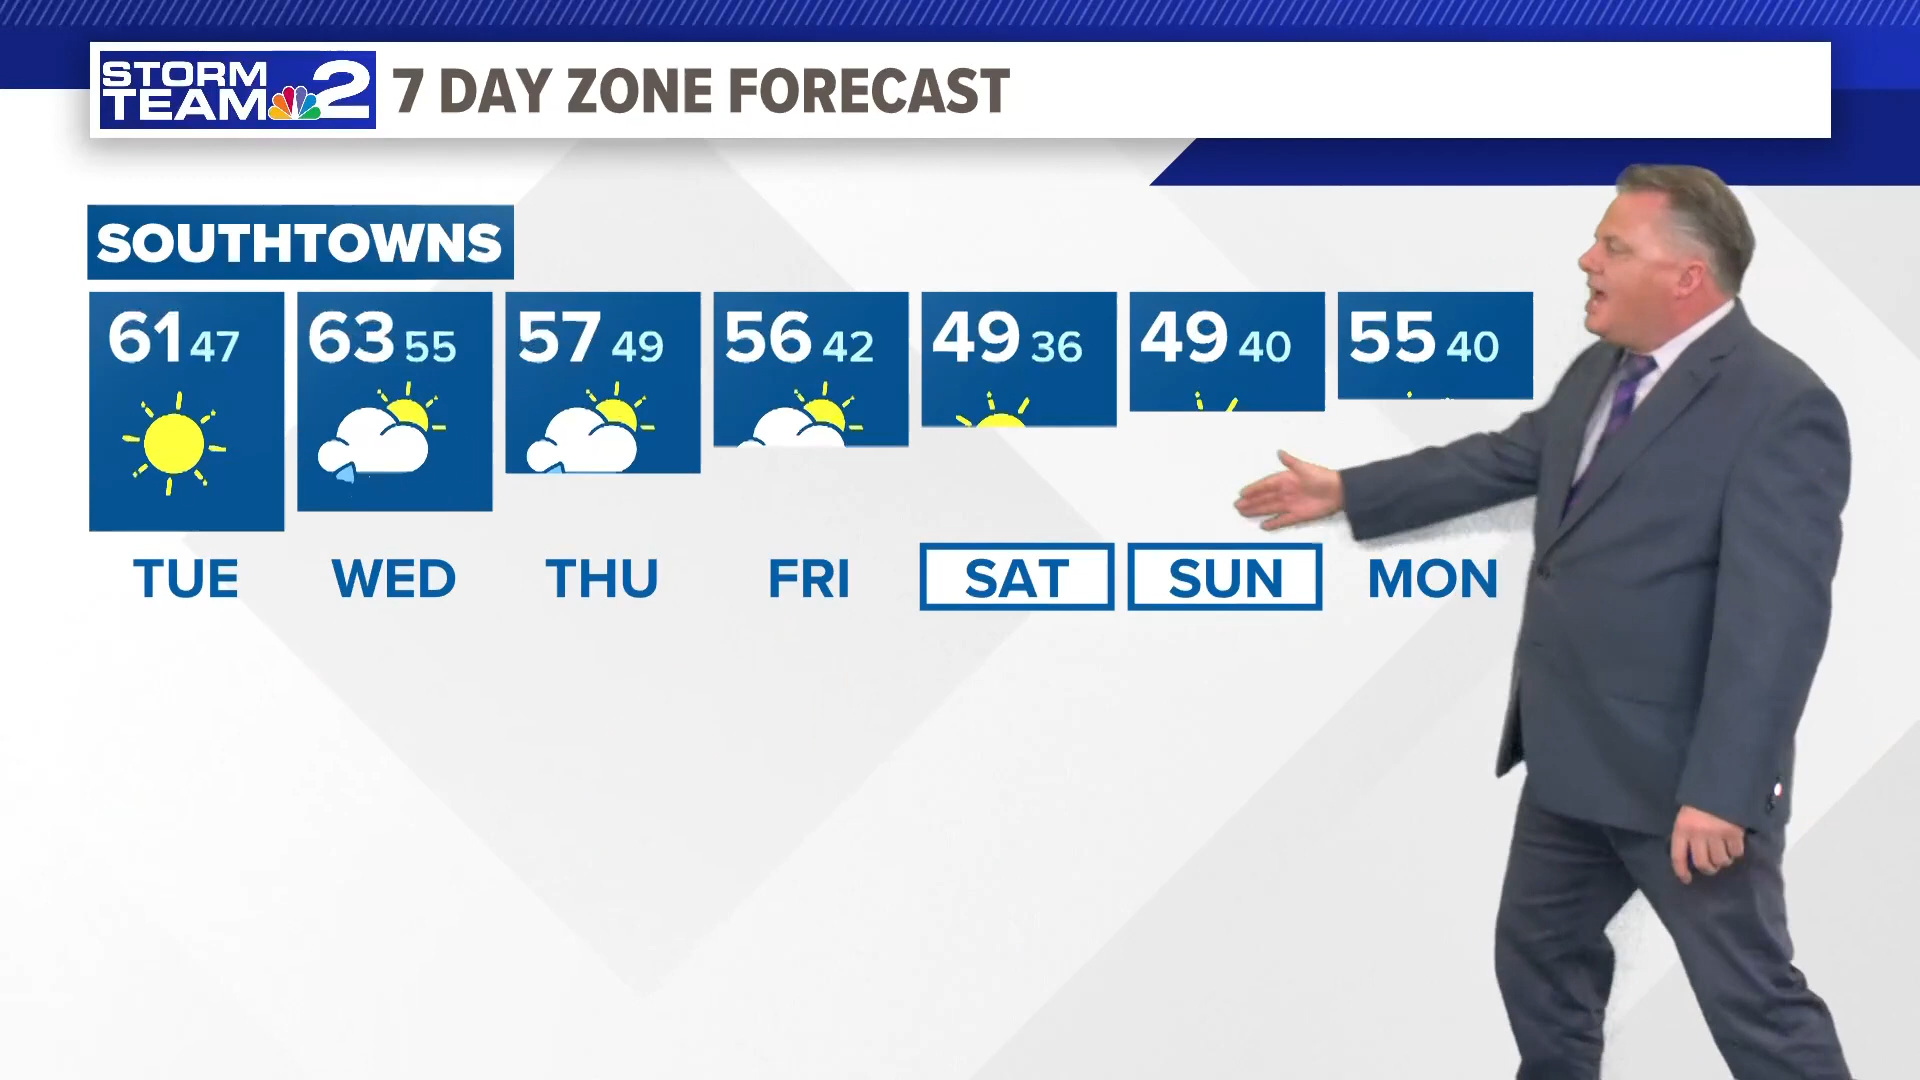 STORM
TEAM 2
7 DAY ZONE FORECAST
SOUTHTOWNS
61 47 63 55 57 49 56 42 49 36 49 40 55 40
TUE WED THU FRI SAT SUN MON